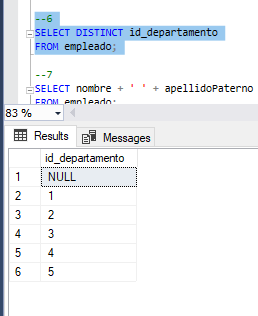 --6
SELECT DISTINCT id_departamento
FROM empleado;
--7
SELECT nombre + ' ' + apellidoPaterno
FROM empleado;
83 %
Results Messages
id_departamento
1 NULL
2 1
3 2
4 3
5 4
6 5